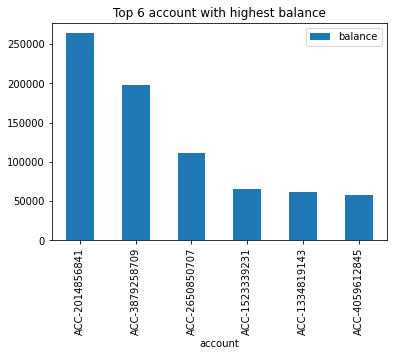 Top 6 account with highest balance
balance
250000
200000
150000
100000
50000
0
ACC-2014856841
ACC-3879258709
ACC-2650850707
ACC-1523339231
ACC-1334819143
ACC-4059612845
account